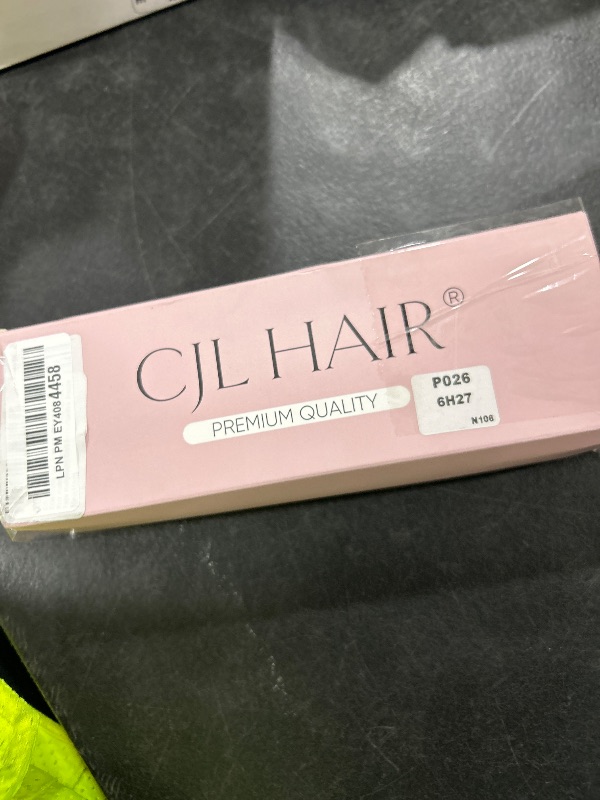 CJL HAIR®
PREMIUM QUALITY
P026
6H27
N106
LPN PM EY4084458